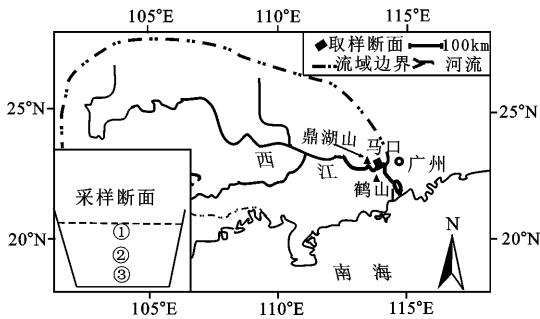 105°E 110°E 115°E
取样断面 100km
流域边界 河流
25°N 25°N
鼎湖山 马口
广州
西 江
鹤山
采样断面
①
②
③
N
20°N 20°N
南 海
105°E 110°E 115°E